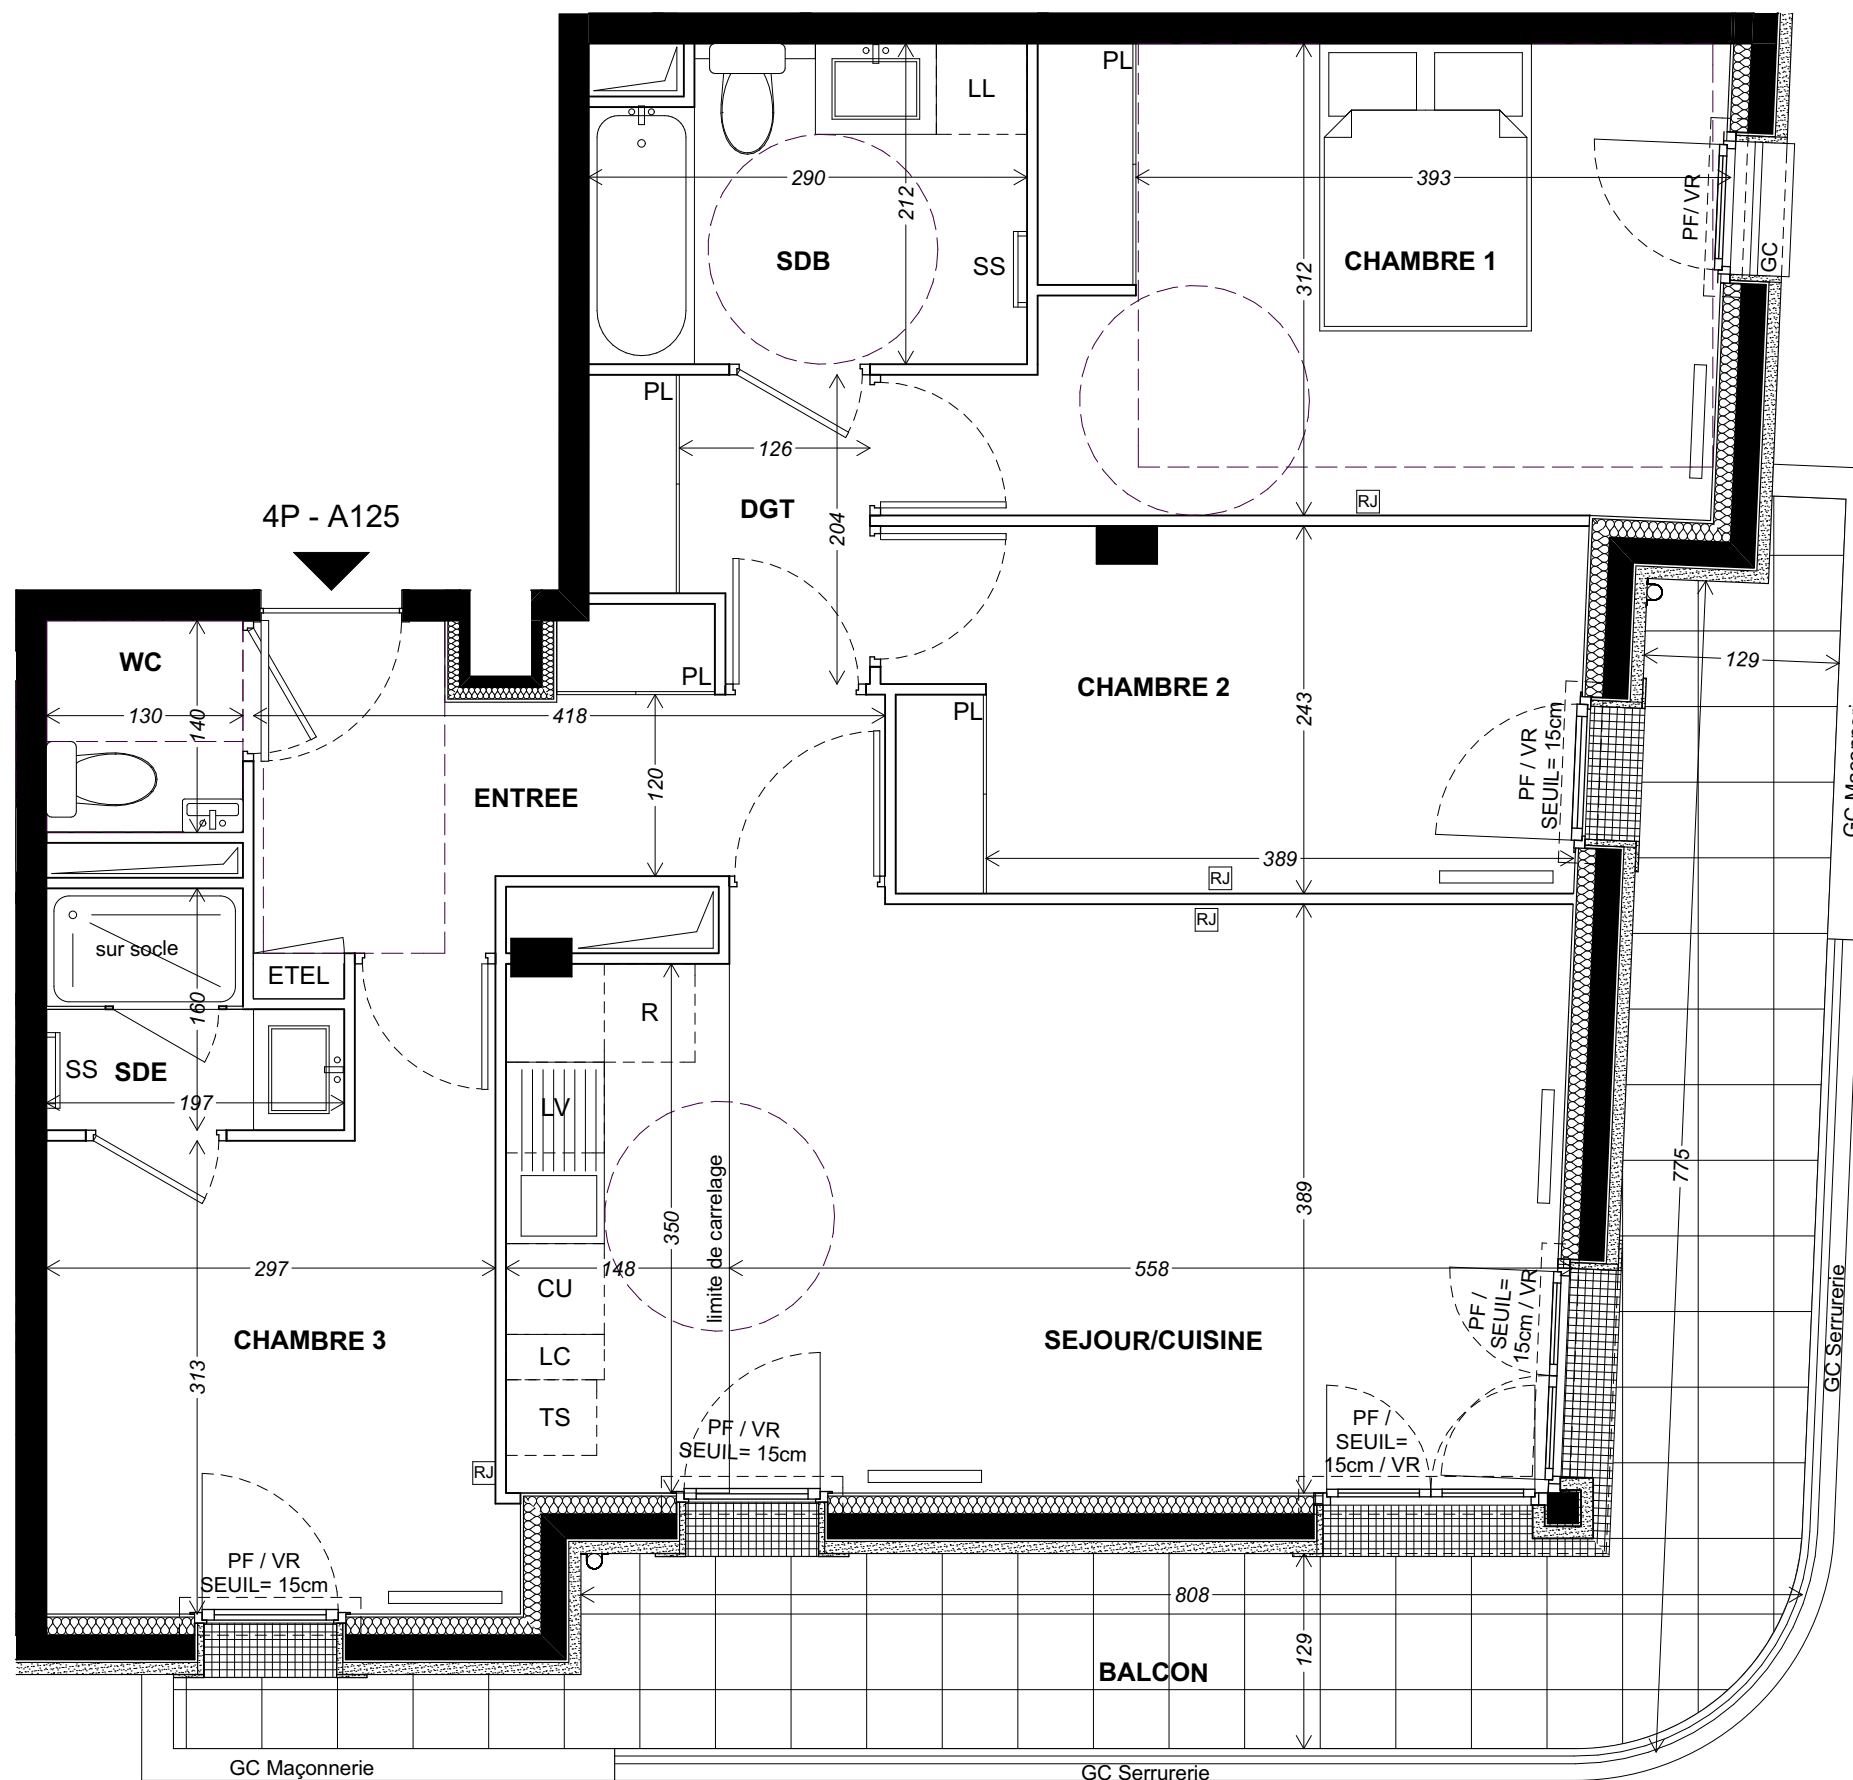 PL
LL
290
212
393
PF/ VR
GC
SDB
SS
CHAMBRE 1
312
PL
126
RJ
4P - A125
DGT
204
WC
PL
CHAMBRE 2
129
130
140
418
PL
243
PF / VR
SEUIL= 15cm
ENTREE
120
389
RJ
RJ
sur socle
ETEL
160
R
SS
SDE
197
LV
350
limite de carrelage
389
775
297
148
558
CU
PF /
SEUIL=
15cm / VR
CHAMBRE 3
SEJOUR/CUISINE
GC Serrurerie
313
LC
TS
PF / VR
SEUIL= 15cm
PF /
SEUIL=
15cm / VR
RJ
PF / VR
SEUIL= 15cm
808
129
BALCON
GC Maçonnerie
GC Serrurerie